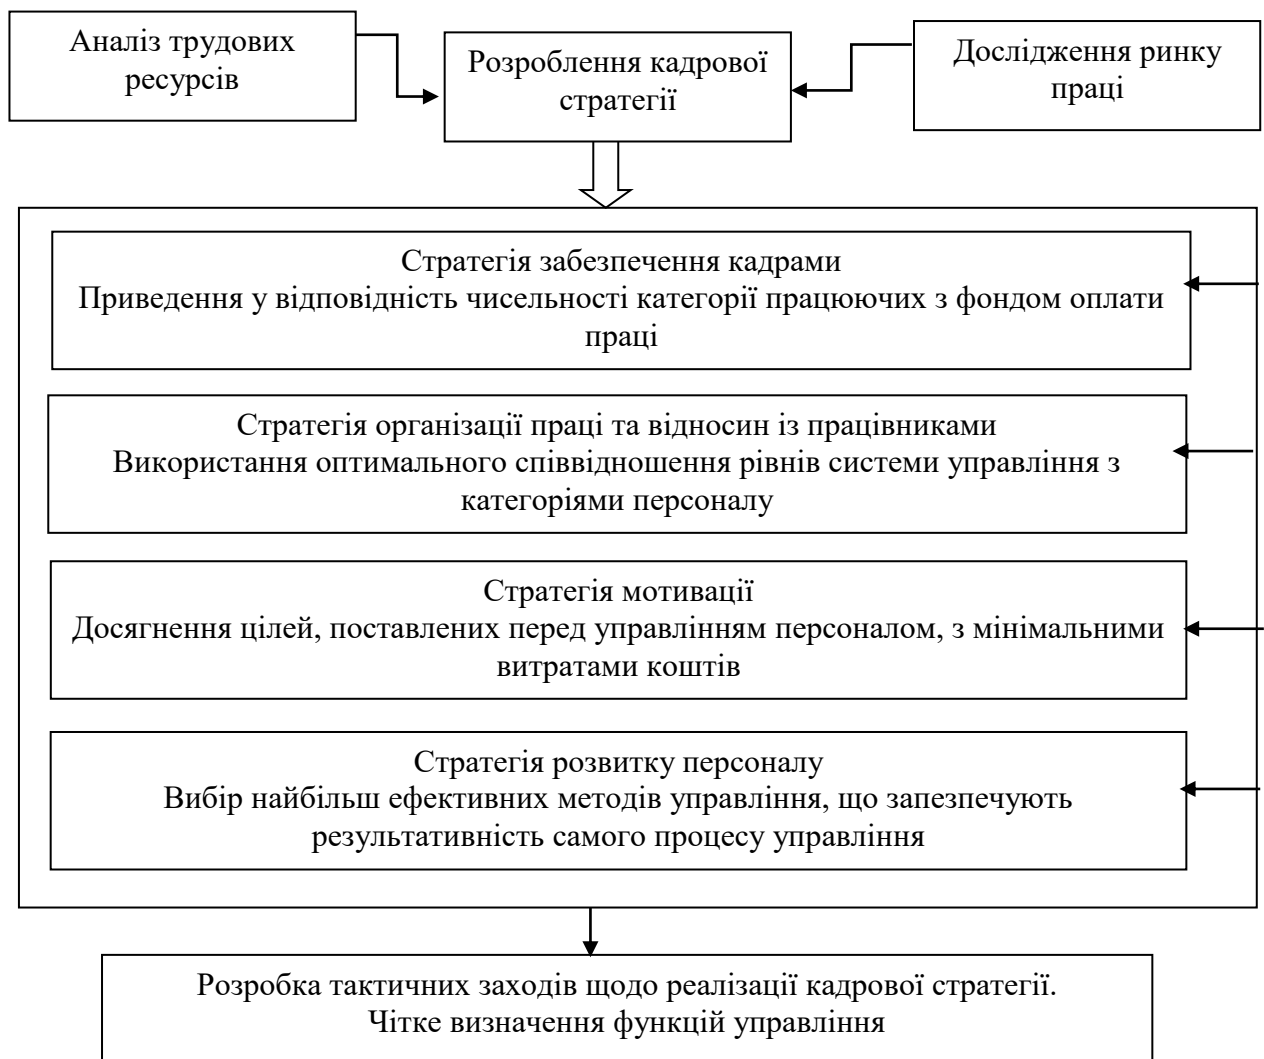 Аналіз трудових
ресурсів
Розроблення кадрової
стратегії
Дослідження ринку
праці
Стратегія забезпечення кадрами
Приведення у відповідність чисельності категорії працюючих з фондом оплати
праці
Стратегія організації праці та відносин із працівниками
Використання оптимального співвідношення рівнів системи управління з
категоріями персоналу
Стратегія мотивації
Досягнення цілей, поставлених перед управлінням персоналом, з мінімальними
витратами коштів
Стратегія розвитку персоналу
Вибір найбільш ефективних методів управління, що запезпечують
результативність самого процесу управління
Розробка тактичних заходів щодо реалізації кадрової стратегії.
Чітке визначення функцій управління